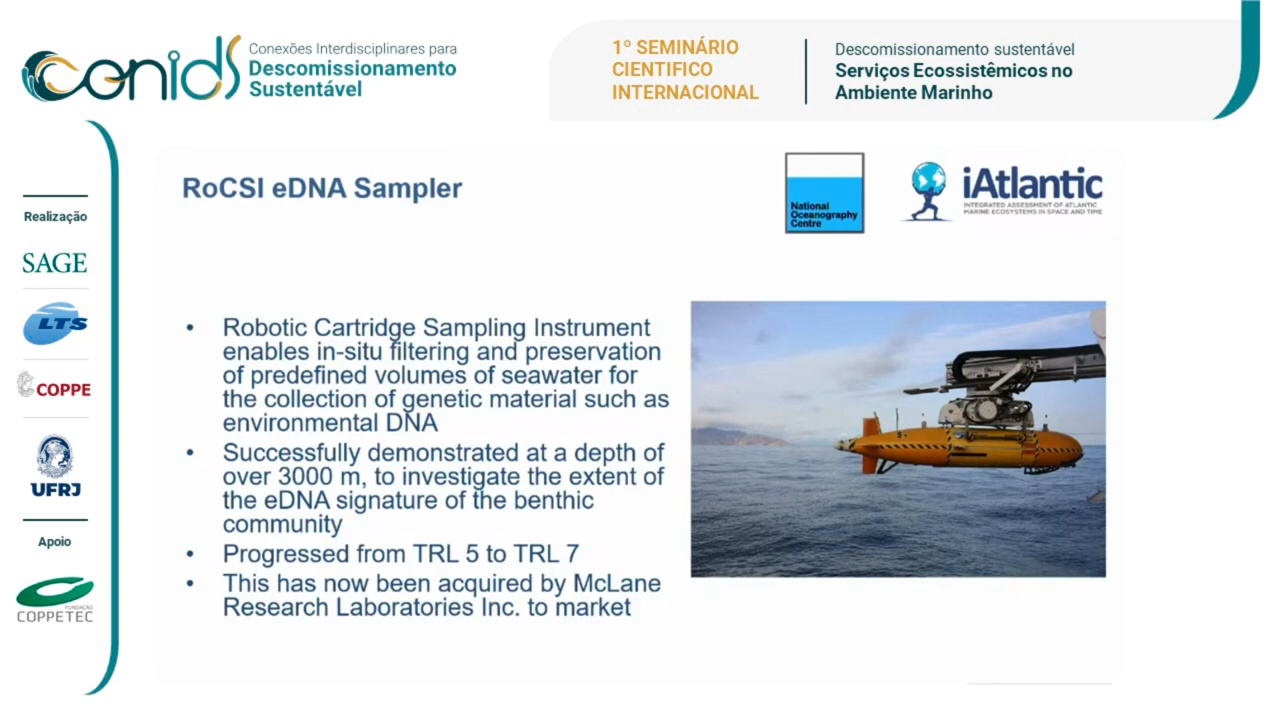 conids
Conexões Interdisciplinares para
Descomissionamento
Sustentável
1º SEMINÁRIO
CIENTIFICO
INTERNACIONAL
Descomissionamento sustentável
Serviços Ecossistêmicos no
Ambiente Marinho
Realização
SAGE
LTS
COPPE
UFRJ
Apoio
FUNDAÇÃO
COPPETEC
RoCSI eDNA Sampler
National
Oceanography
Centre
iAtlantic
INTEGRATED ASSESSMENT OF ATLANTIC
MARINE ECOSYSTEMS IN SPACE AND TIME
• Robotic Cartridge Sampling Instrument
enables in-situ filtering and preservation
of predefined volumes of seawater for
the collection of genetic material such as
environmental DNA
• Successfully demonstrated at a depth of
over 3000 m, to investigate the extent of
the eDNA signature of the benthic
community
• Progressed from TRL 5 to TRL 7
• This has now been acquired by McLane
Research Laboratories Inc. to market